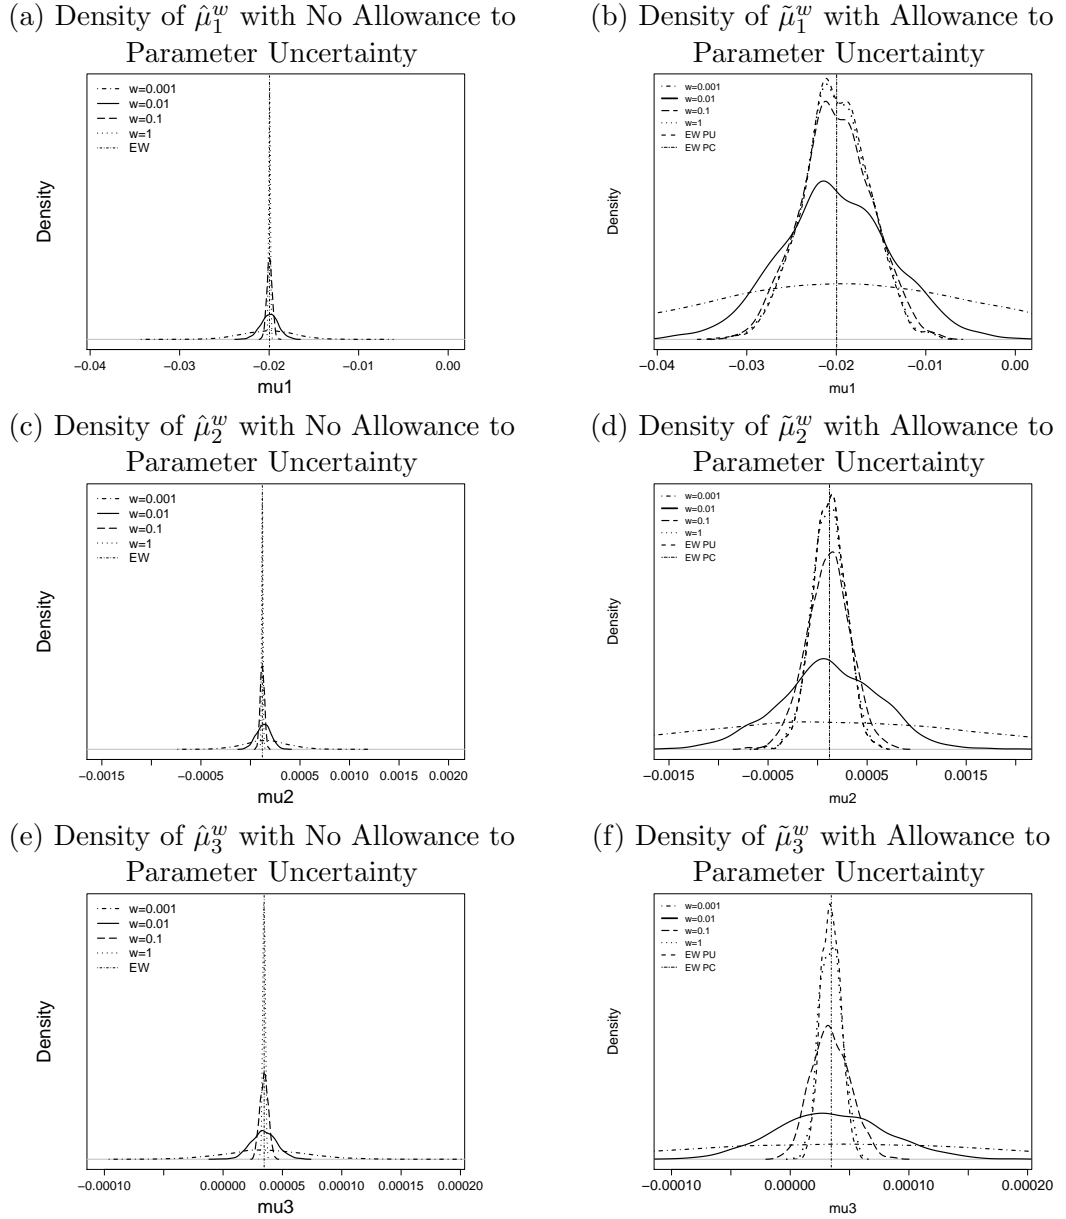 (a) Density of μ̂₁ʷ with No Allowance to
Parameter Uncertainty
w=0.001
w=0.01
w=0.1
w=1
EW
Density
−0.04 −0.03 −0.02 −0.01 0.00
mu1
(b) Density of μ̃₁ʷ with Allowance to
Parameter Uncertainty
w=0.001
w=0.01
w=0.1
w=1
EW PU
EW PC
Density
−0.04 −0.03 −0.02 −0.01 0.00
mu1
(c) Density of μ̂₂ʷ with No Allowance to
Parameter Uncertainty
w=0.001
w=0.01
w=0.1
w=1
EW
Density
−0.0015 −0.0005 0.0005 0.0010 0.0015 0.0020
mu2
(d) Density of μ̃₂ʷ with Allowance to
Parameter Uncertainty
w=0.001
w=0.01
w=0.1
w=1
EW PU
EW PC
Density
−0.0015 −0.0005 0.0005 0.0015
mu2
(e) Density of μ̂₃ʷ with No Allowance to
Parameter Uncertainty
w=0.001
w=0.01
w=0.1
w=1
EW
Density
−0.00010 0.00000 0.00005 0.00010 0.00015 0.00020
mu3
(f) Density of μ̃₃ʷ with Allowance to
Parameter Uncertainty
w=0.001
w=0.01
w=0.1
w=1
EW PU
EW PC
Density
−0.00010 0.00000 0.00005 0.00010 0.00020
mu3